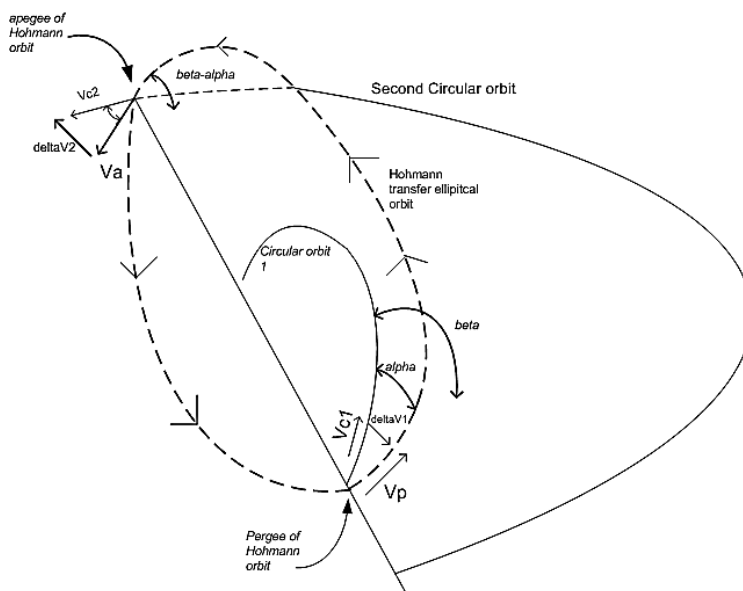 apegee of
Hohmann
orbit
beta-alpha
Second Circular orbit
Vc2
deltaV2
Va
Hohmann
transfer ellipitcal
orbit
Circular orbit
1
beta
alpha
Vc1
deltaV1
Vp
Pergee of
Hohmann
orbit